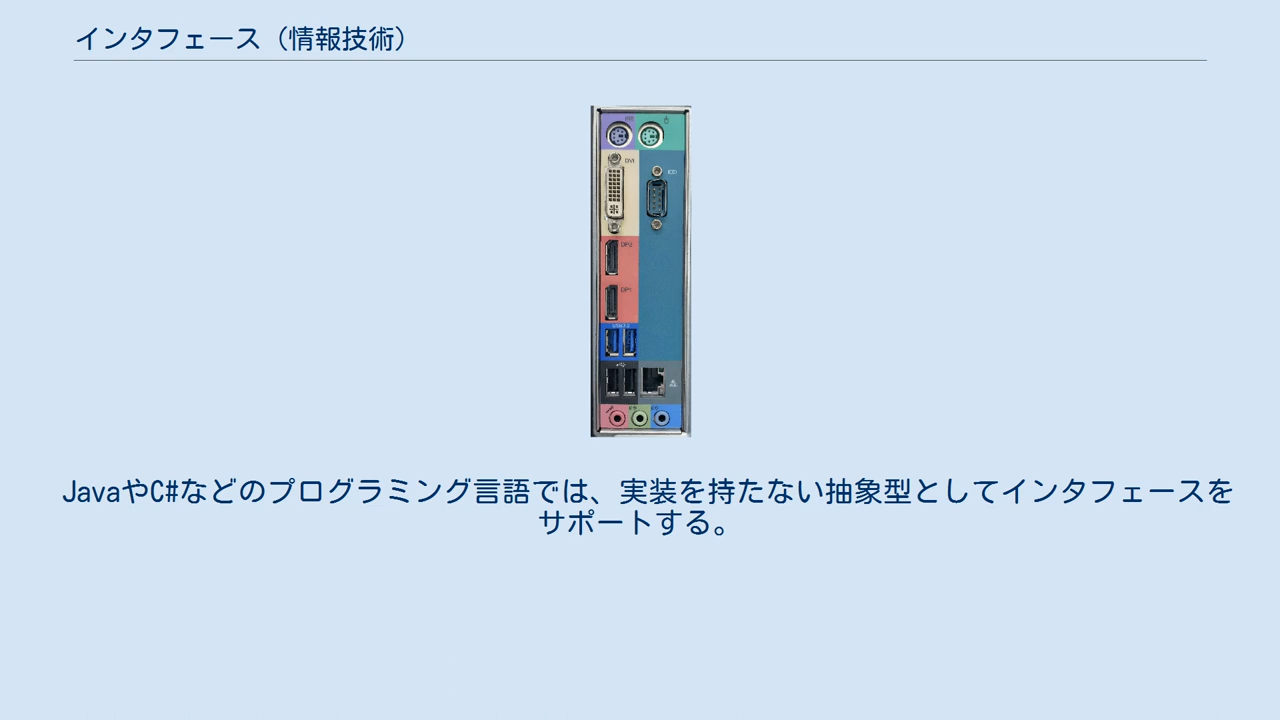 インタフェース（情報技術）
DVI
DP2
DP1
JavaやC#などのプログラミング言語では、実装を持たない抽象型としてインタフェースを
サポートする。